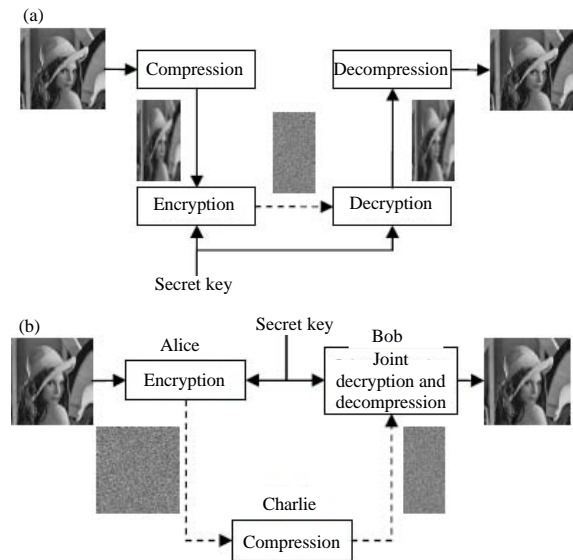 (a)
Compression
Decompression
Encryption
Decryption
Secret key
(b)
Secret key
Alice
Bob
Encryption
Joint
decryption and
decompression
Charlie
Compression